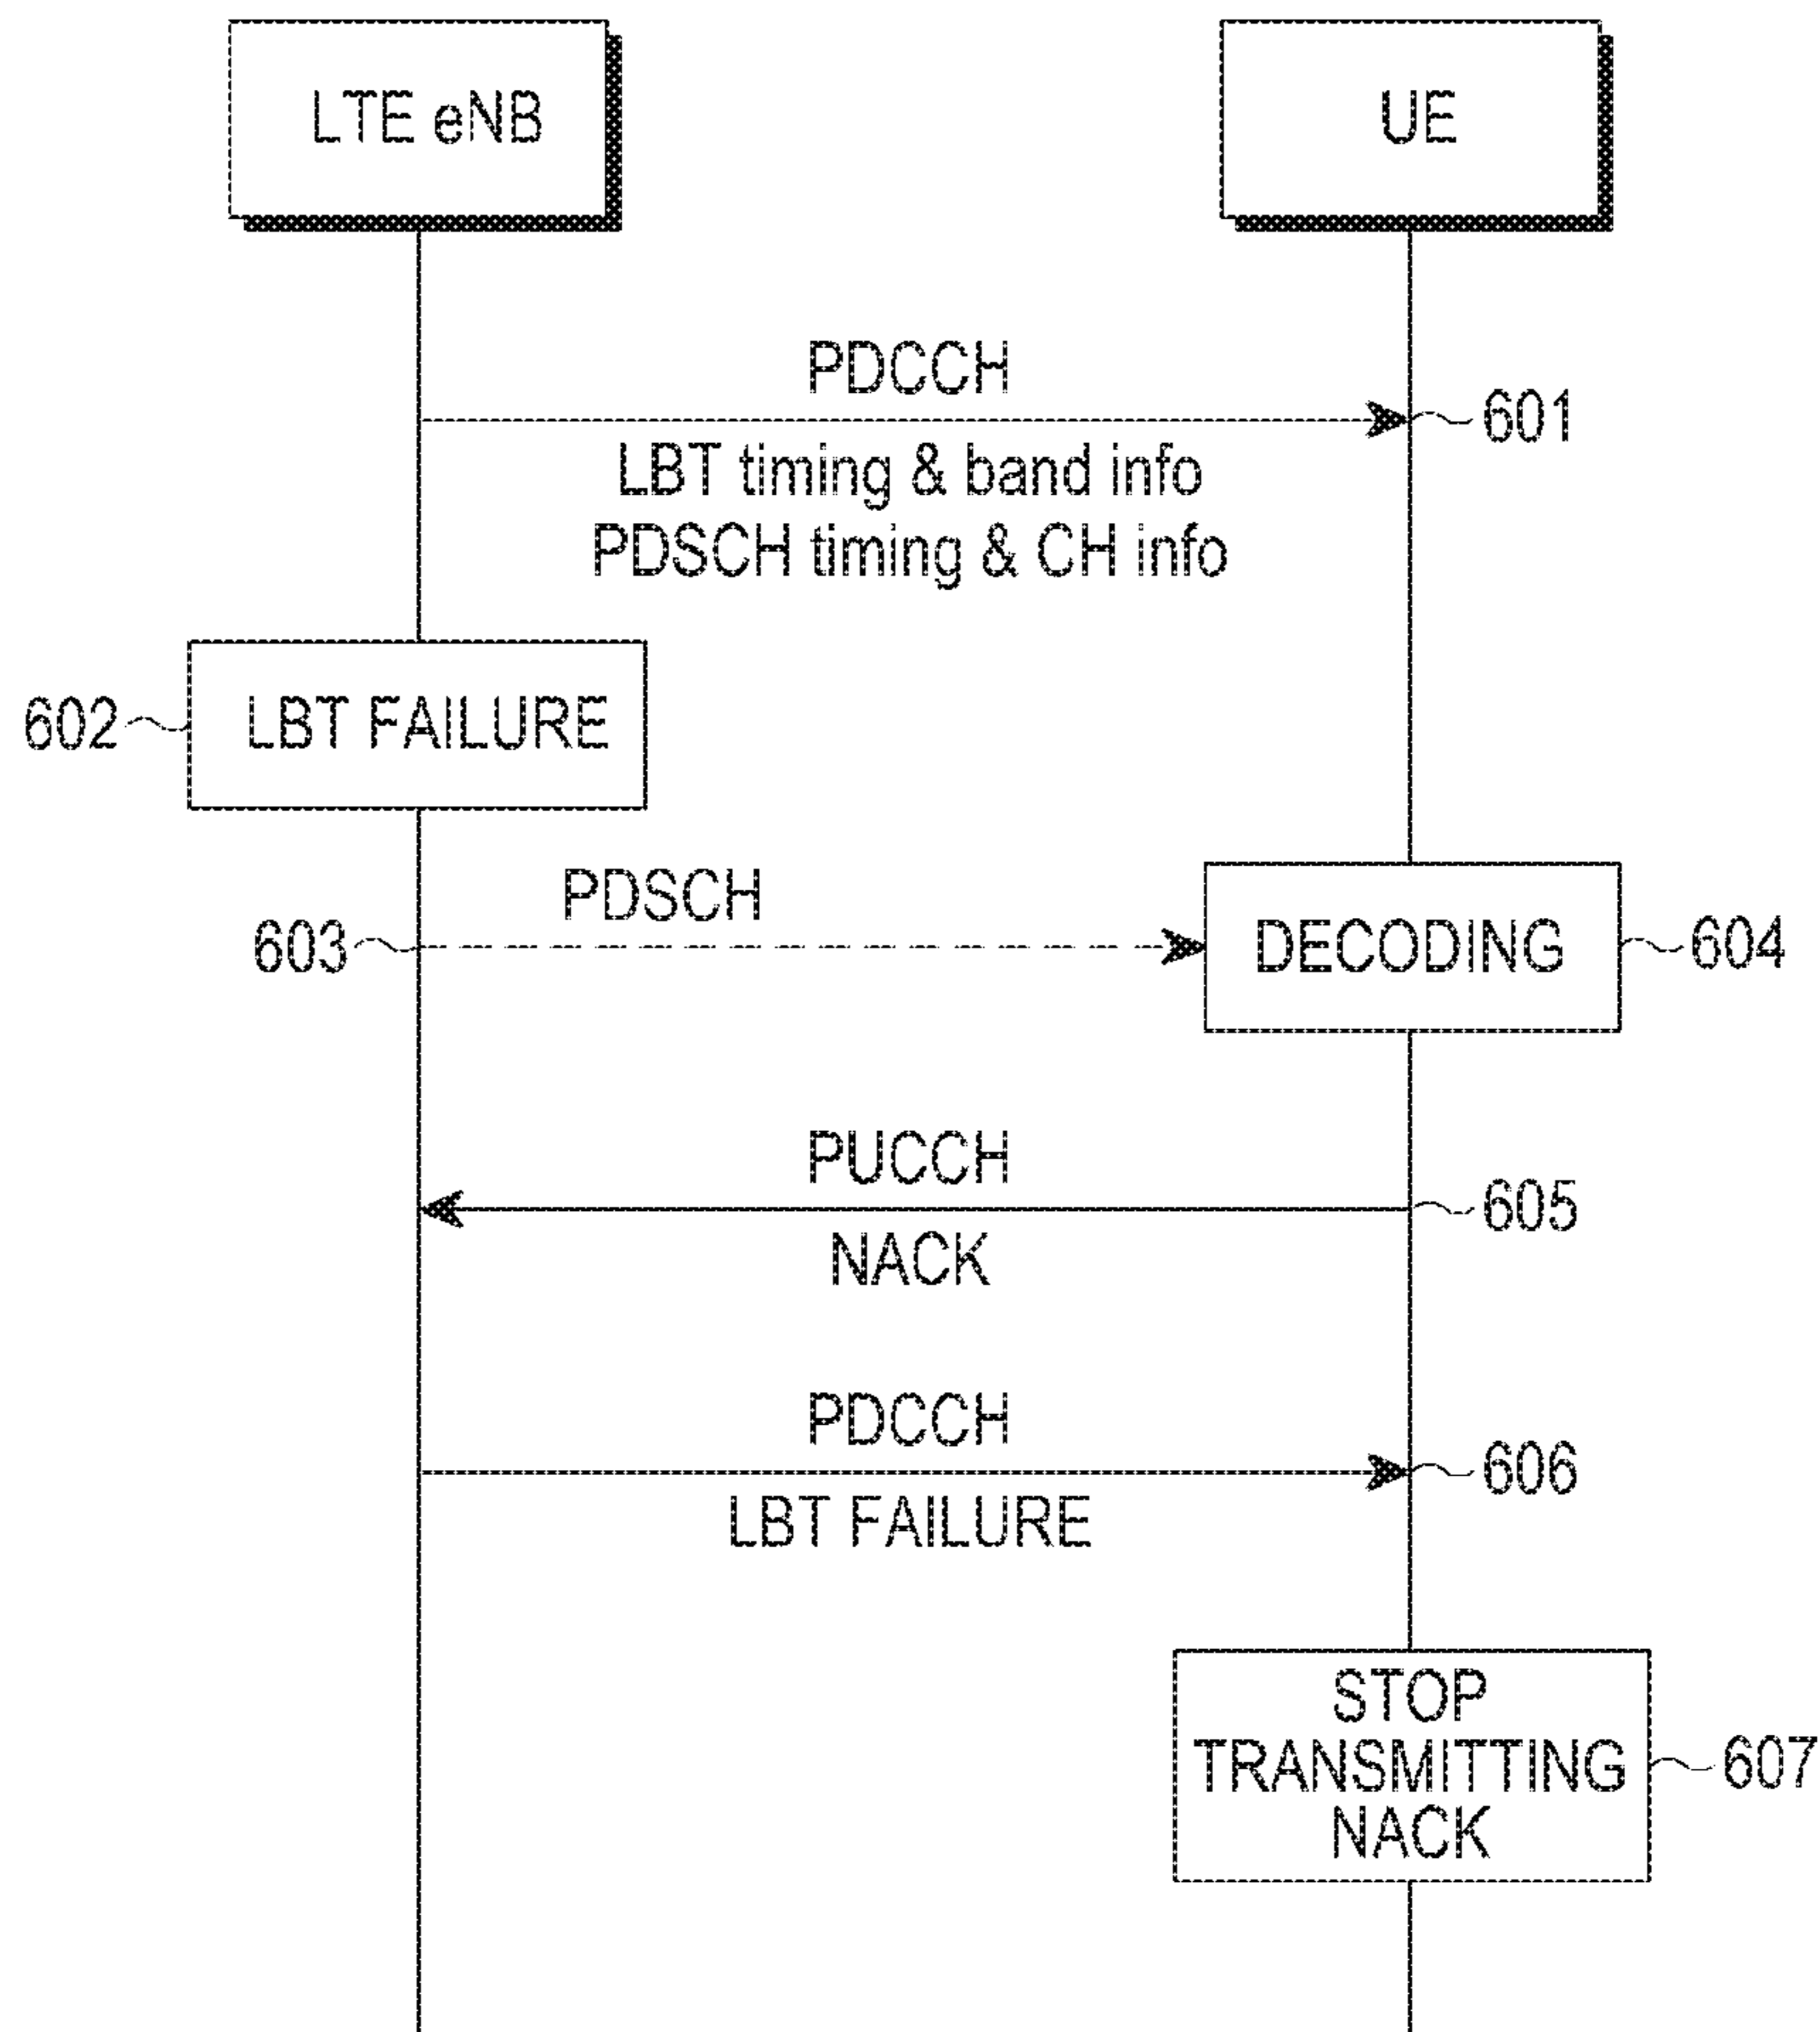 LTE eNB
UE
PDCCH
601
LBT timing & band info
PDSCH timing & CH info
602
LBT FAILURE
PDSCH
603
DECODING
604
PUCCH
605
NACK
PDCCH
606
LBT FAILURE
STOP
TRANSMITTING
607
NACK